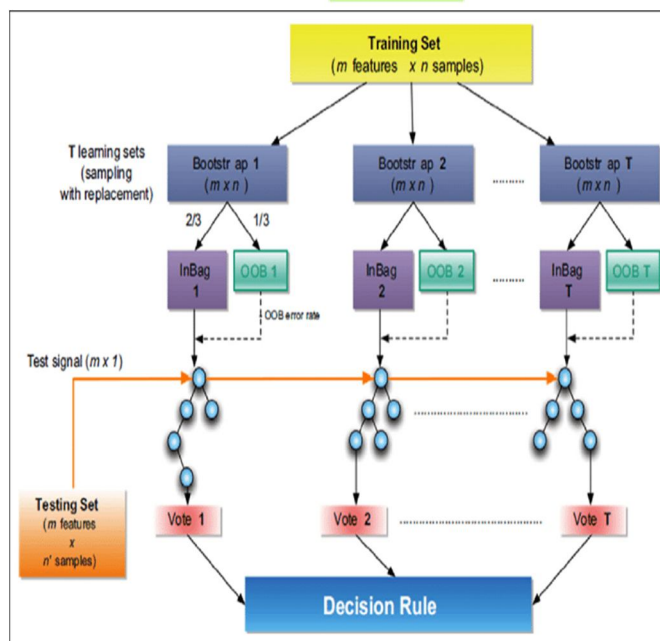 Training Set
(m features x n samples)
T learning sets
(sampling
with replacement)
Bootstr ap 1
(m x n)
Bootstr ap 2
(m x n)
..........
Bootstr ap T
(m x n)
2/3
1/3
InBag
1
OOB 1
InBag
2
OOB 2
..........
InBag
T
OOB T
OOB error rate
Test signal (m x 1)
Testing Set
(m features
x
n' samples)
Vote 1
Vote 2
Vote T
Decision Rule